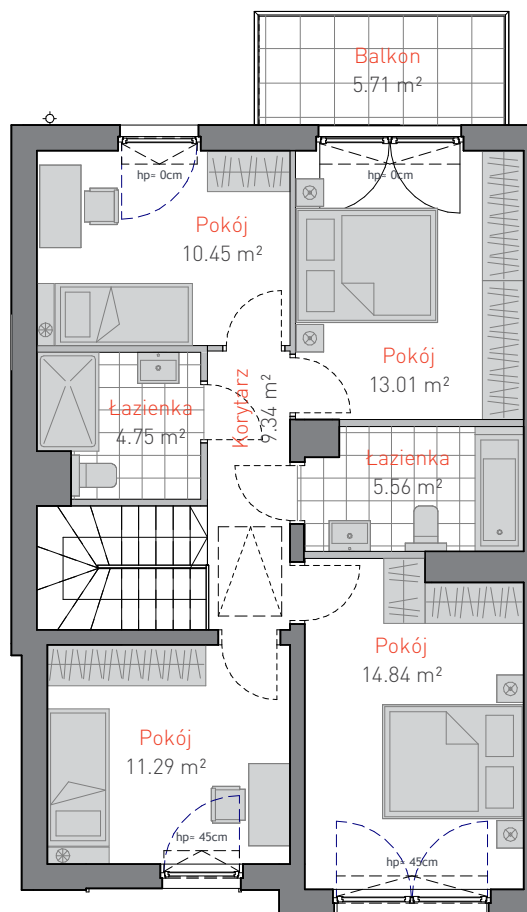 Balkon
5.71 m²
hp= 0cm
hp= 0cm
Pokój
10.45 m²
Pokój
13.01 m²
Łazienka
4.75 m²
Korytarz
9.34 m²
Łazienka
5.56 m²
Pokój
14.84 m²
Pokój
11.29 m²
hp= 45cm
hp= 45cm